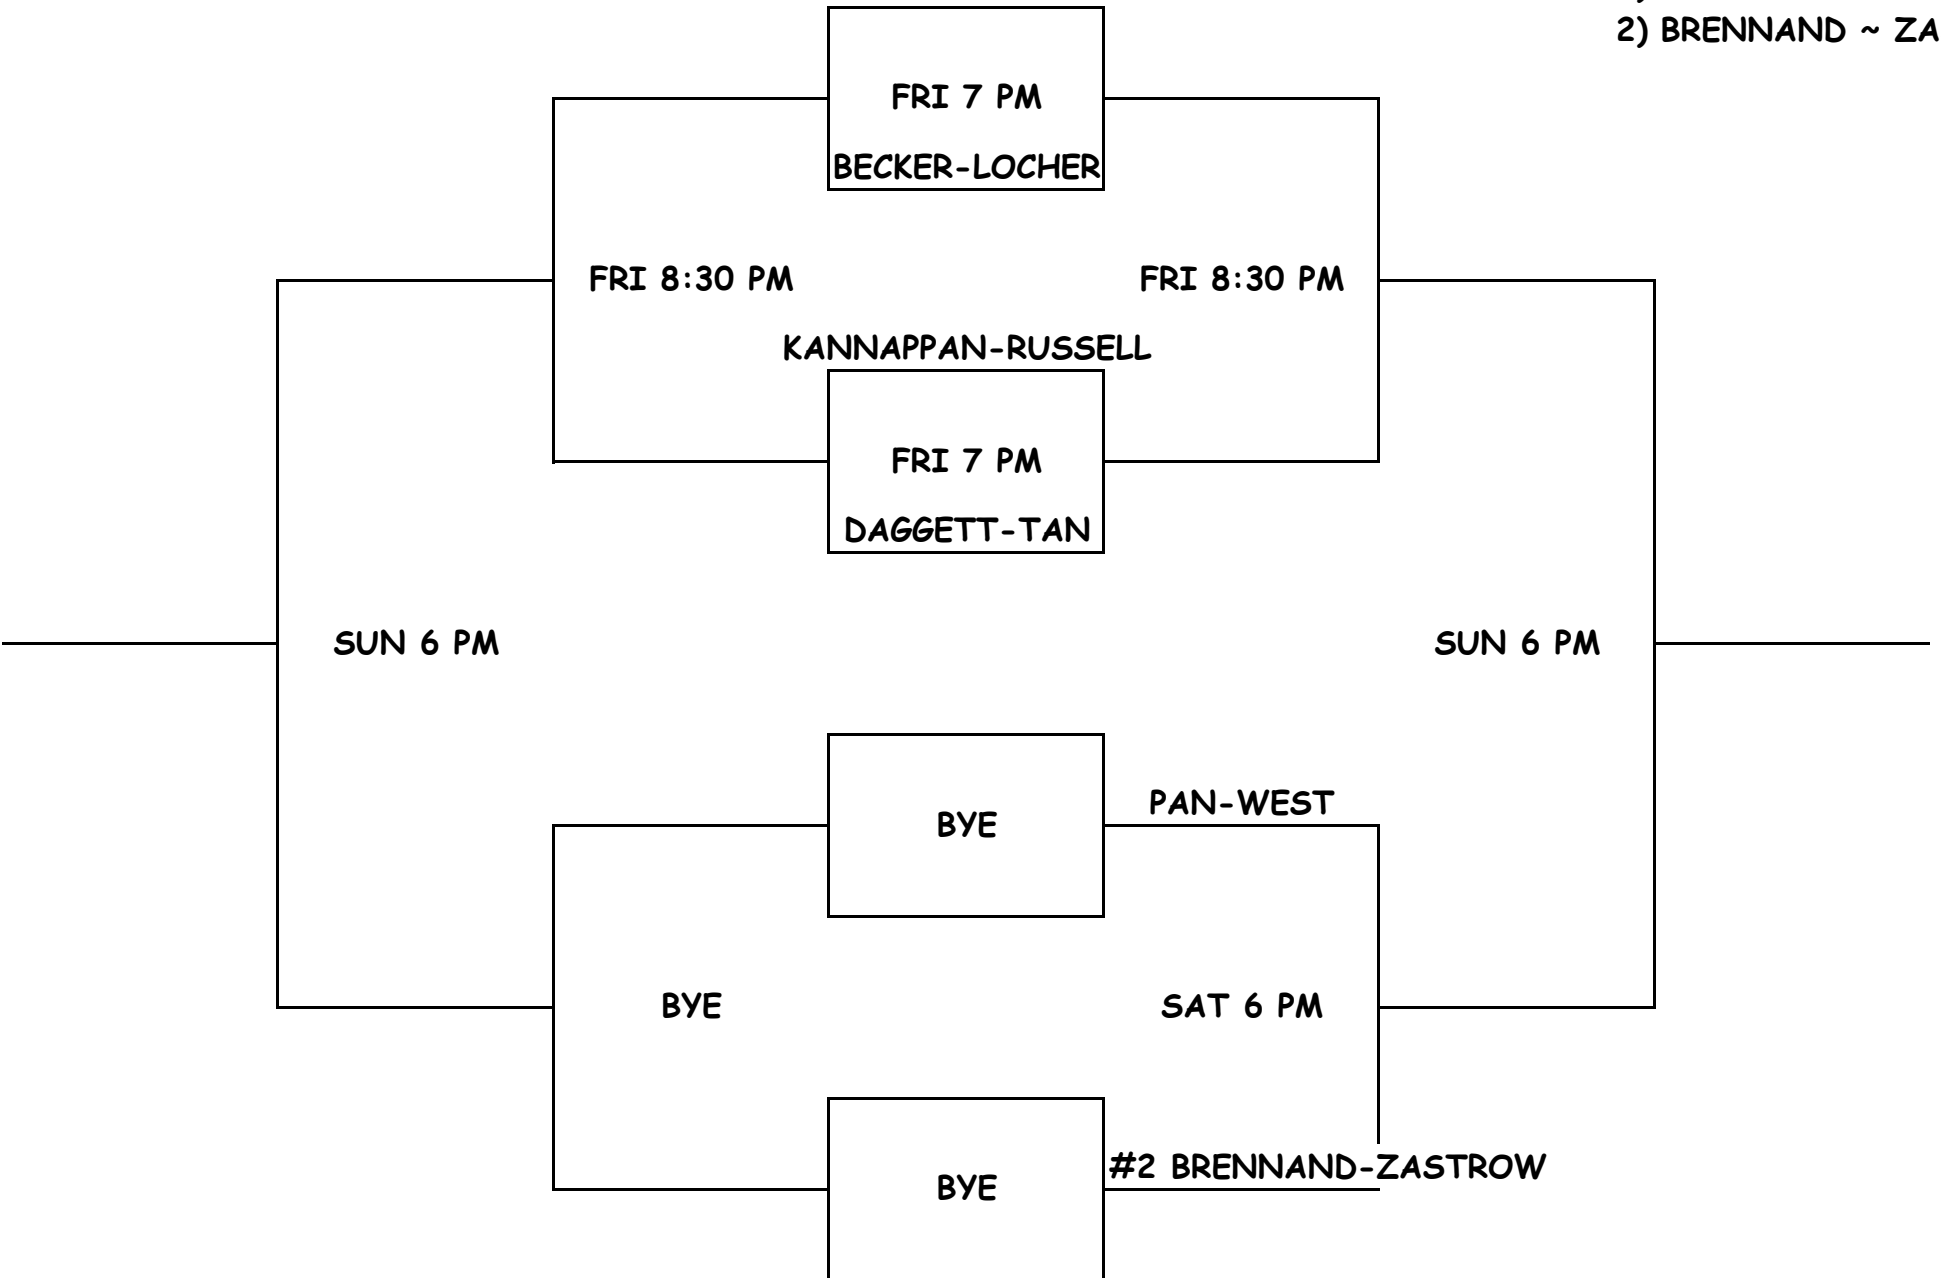 2) BRENNAND ~ ZA
FRI 7 PM
BECKER-LOCHER
FRI 8:30 PM
FRI 8:30 PM
KANNAPPAN-RUSSELL
FRI 7 PM
DAGGETT-TAN
SUN 6 PM
SUN 6 PM
PAN-WEST
BYE
BYE
SAT 6 PM
#2 BRENNAND-ZASTROW
BYE